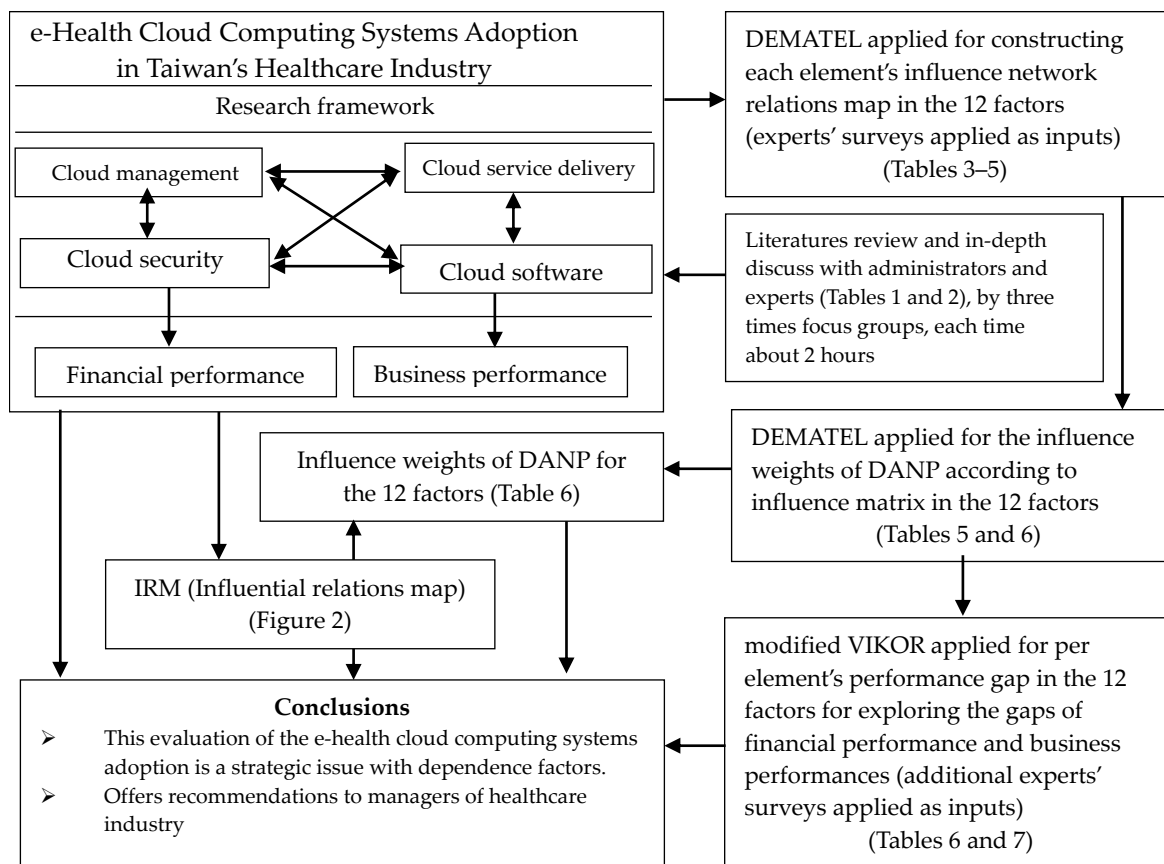 e-Health Cloud Computing Systems Adoption
in Taiwan’s Healthcare Industry
Research framework
Cloud management
Cloud service delivery
Cloud security
Cloud software
Financial performance
Business performance
DEMATEL applied for constructing
each element’s influence network
relations map in the 12 factors
(experts’ surveys applied as inputs)
(Tables 3–5)
Literatures review and in-depth
discuss with administrators and
experts (Tables 1 and 2), by three
times focus groups, each time
about 2 hours
Influence weights of DANP for
the 12 factors (Table 6)
DEMATEL applied for the influence
weights of DANP according to
influence matrix in the 12 factors
(Tables 5 and 6)
IRM (Influential relations map)
(Figure 2)
modified VIKOR applied for per
element’s performance gap in the 12
factors for exploring the gaps of
financial performance and business
performances (additional experts’
surveys applied as inputs)
(Tables 6 and 7)
Conclusions
➢ This evaluation of the e-health cloud computing systems
adoption is a strategic issue with dependence factors.
➢ Offers recommendations to managers of healthcare
industry